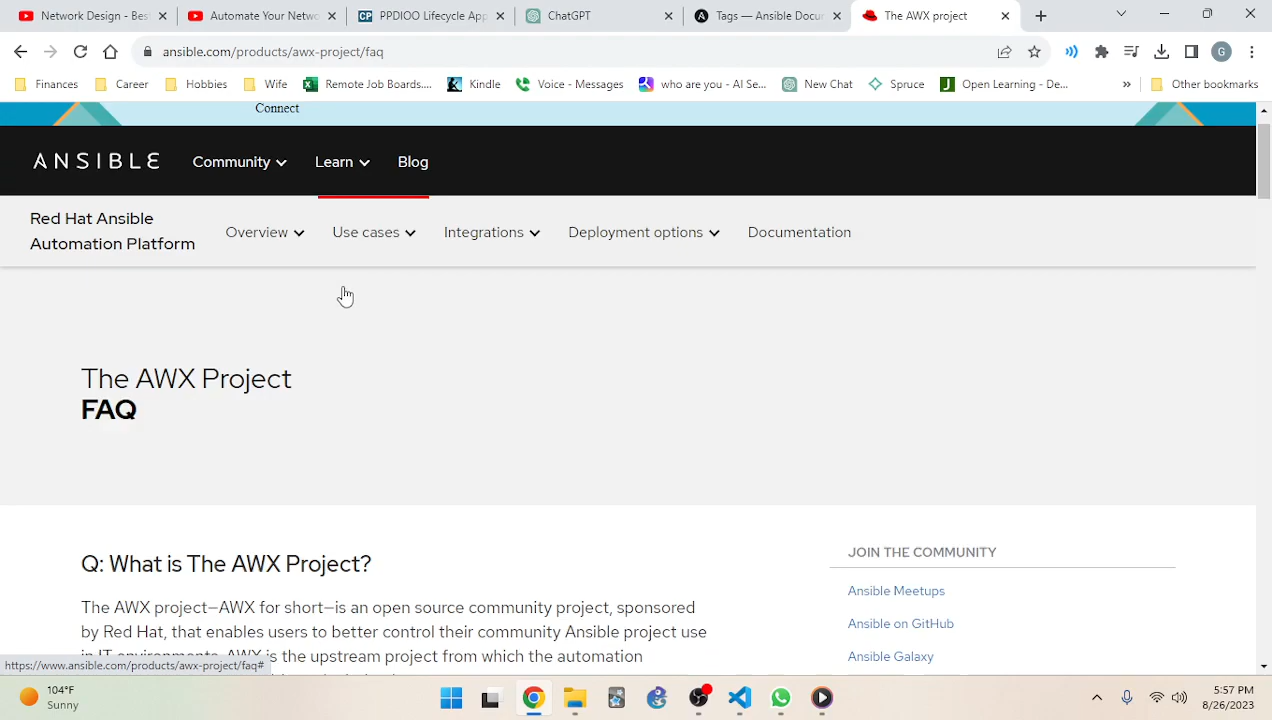 Network Design - Bes
Automate Your Netwo
PPDIOO Lifecycle App
ChatGPT
Tags — Ansible Docu
The AWX project
ansible.com/products/awx-project/faq
G
Finances
Career
Hobbies
Wife
Remote Job Boards....
Kindle
Voice - Messages
who are you - AI Se...
New Chat
Spruce
Open Learning - De...
»
Other bookmarks
Connect
ANSIBLE
Community
Learn
Blog
Red Hat Ansible
Automation Platform
Overview
Use cases
Integrations
Deployment options
Documentation
The AWX Project
FAQ
Q: What is The AWX Project?
The AWX project—AWX for short—is an open source community project, sponsored
by Red Hat, that enables users to better control their community Ansible project use
in IT environments. AWX is the upstream project from which the automation
JOIN THE COMMUNITY
Ansible Meetups
Ansible on GitHub
Ansible Galaxy
https://www.ansible.com/products/awx-project/faq#
104°F
Sunny
5:57 PM
8/26/2023